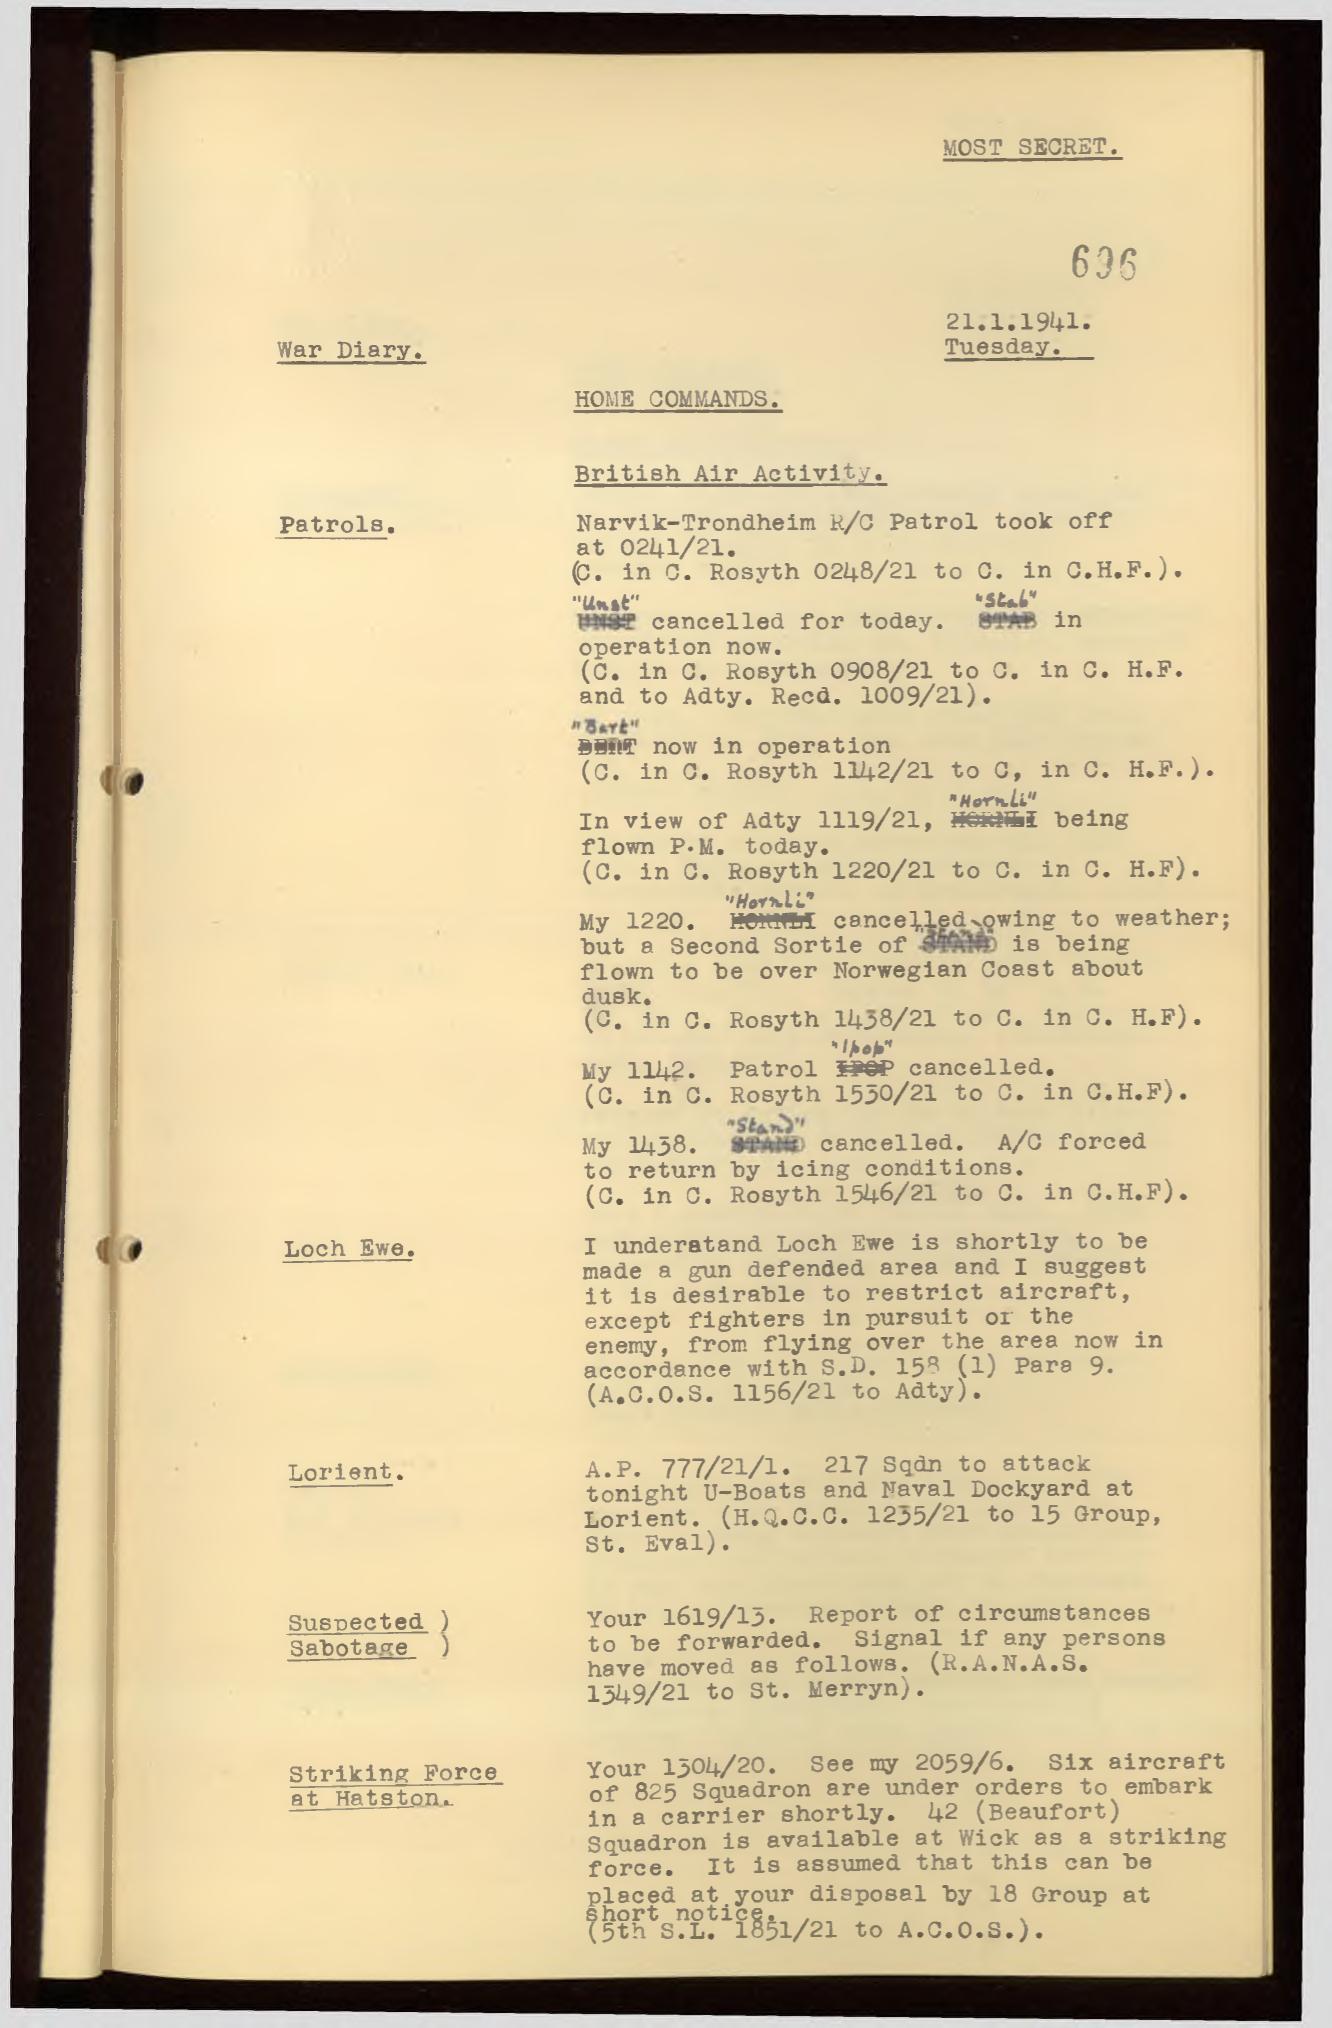 MOST SECRET.
696
21.1.1941.
War Diary.
Tuesday.
HOME COMMANDS.
British Air Activity.
Patrols.
Narvik-Trondheim R/C Patrol took off
at 0241/21.
(C. in C. Rosyth 0248/21 to C. in C.H.F.).
"Unst" "Stab"
UNST cancelled for today. STAB in
operation now.
(C. in C. Rosyth 0908/21 to C. in C. H.F.
and to Adty. Recd. 1009/21).
BERT now in operation
(C. in C. Rosyth 1142/21 to C, in C. H.F.).
"Hornli"
In view of Adty 1119/21, HORNLI being
flown P.M. today.
(C. in C. Rosyth 1220/21 to C. in C. H.F).
"Hornli"
My 1220. HORNLI cancelled owing to weather;
"Stand"
but a Second Sortie of STAND is being
flown to be over Norwegian Coast about
dusk.
(C. in C. Rosyth 1438/21 to C. in C. H.F).
"Ipop"
My 1142. Patrol IPOP cancelled.
(C. in C. Rosyth 1530/21 to C. in C.H.F).
"Stand"
My 1438. STAND cancelled. A/C forced
to return by icing conditions.
(C. in C. Rosyth 1546/21 to C. in C.H.F).
Loch Ewe.
I understand Loch Ewe is shortly to be
made a gun defended area and I suggest
it is desirable to restrict aircraft,
except fighters in pursuit or the
enemy, from flying over the area now in
accordance with S.D. 158 (1) Para 9.
(A.C.O.S. 1156/21 to Adty).
Lorient.
A.P. 777/21/1. 217 Sqdn to attack
tonight U-Boats and Naval Dockyard at
Lorient. (H.Q.C.C. 1235/21 to 15 Group,
St. Eval).
Suspected )
Sabotage )
Your 1619/13. Report of circumstances
to be forwarded. Signal if any persons
have moved as follows. (R.A.N.A.S.
1349/21 to St. Merryn).
Striking Force
at Hatston.
Your 1304/20. See my 2059/6. Six aircraft
of 825 Squadron are under orders to embark
in a carrier shortly. 42 (Beaufort)
Squadron is available at Wick as a striking
force. It is assumed that this can be
placed at your disposal by 18 Group at
short notice.
(5th S.L. 1851/21 to A.C.O.S.).